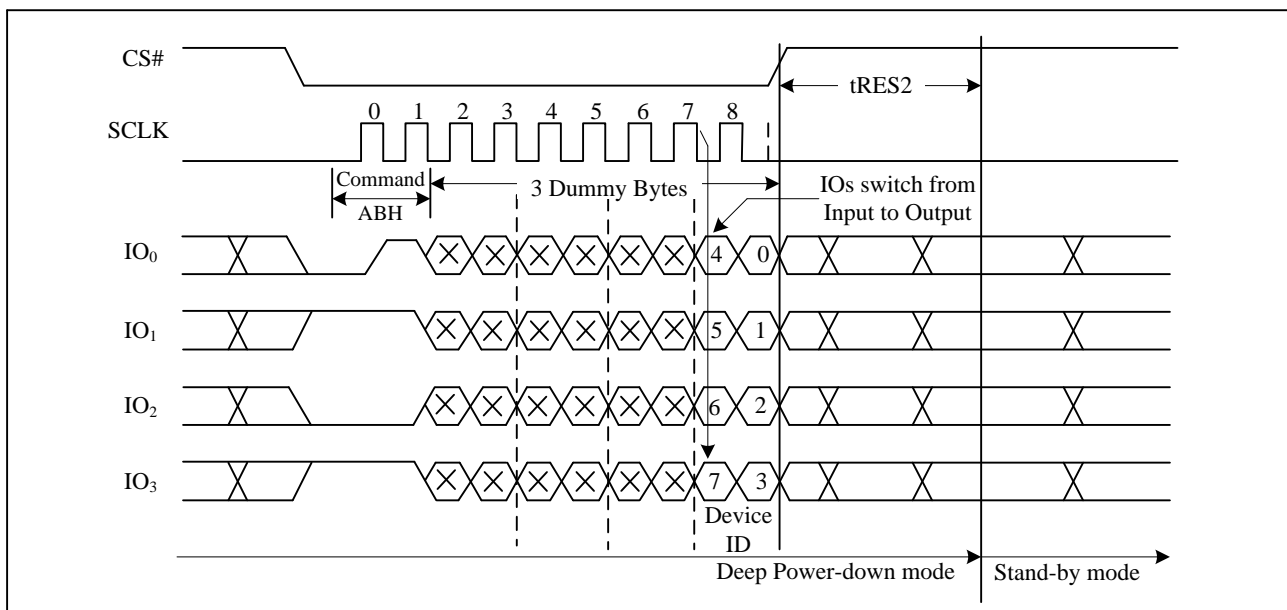 CS#
tRES2
0 1 2 3 4 5 6 7 8
SCLK
Command
ABH
3 Dummy Bytes
IOs switch from
Input to Output
IO₀
4 0
IO₁
5 1
IO₂
6 2
IO₃
7 3
Device
ID
Deep Power-down mode
Stand-by mode